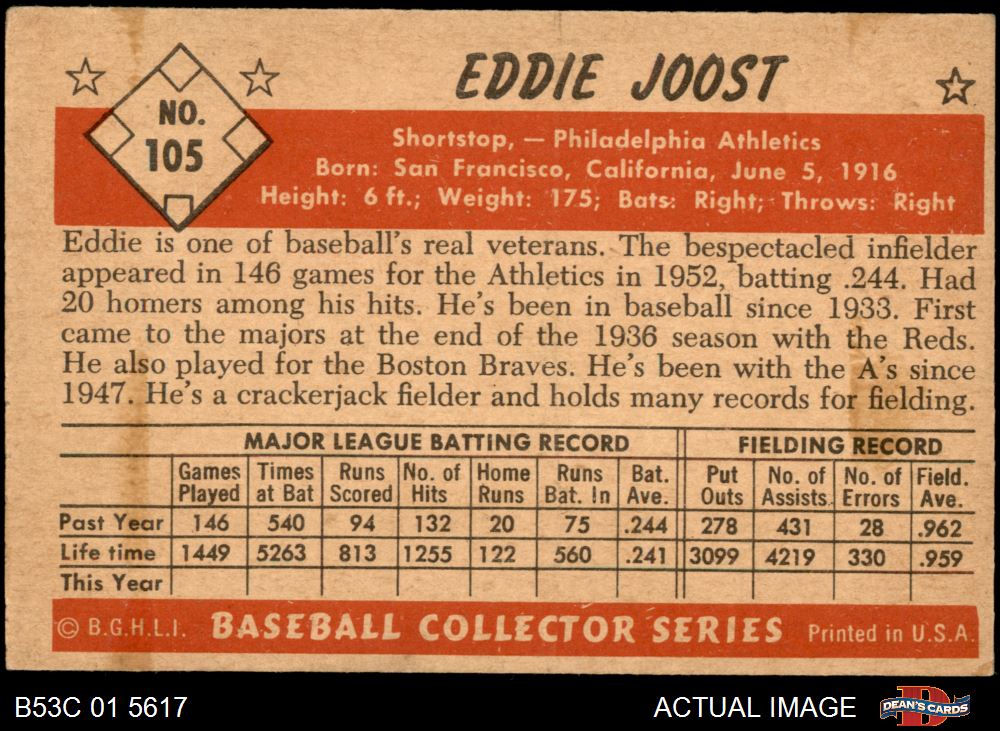 EDDIE JOOST
NO.
105
Shortstop, — Philadelphia Athletics
Born: San Francisco, California, June 5, 1916
Height: 6 ft.; Weight: 175; Bats: Right; Throws: Right
Eddie is one of baseball's real veterans. The bespectacled infielder
appeared in 146 games for the Athletics in 1952, batting .244. Had
20 homers among his hits. He's been in baseball since 1933. First
came to the majors at the end of the 1936 season with the Reds.
He also played for the Boston Braves. He's been with the A's since
1947. He's a crackerjack fielder and holds many records for fielding.
MAJOR LEAGUE BATTING RECORD FIELDING RECORD
Games Times Runs No. of Home Runs Bat. Put No. of No. of Field.
Played at Bat Scored Hits Runs Bat. In Ave. Outs Assists. Errors Ave.
Past Year 146 540 94 132 20 75 .244 278 431 28 .962
Life time 1449 5263 813 1255 122 560 .241 3099 4219 330 .959
This Year
© B.G.H.L.I. BASEBALL COLLECTOR SERIES Printed in U.S.A.
B53C 01 5617 ACTUAL IMAGE D DEAN'S CARDS